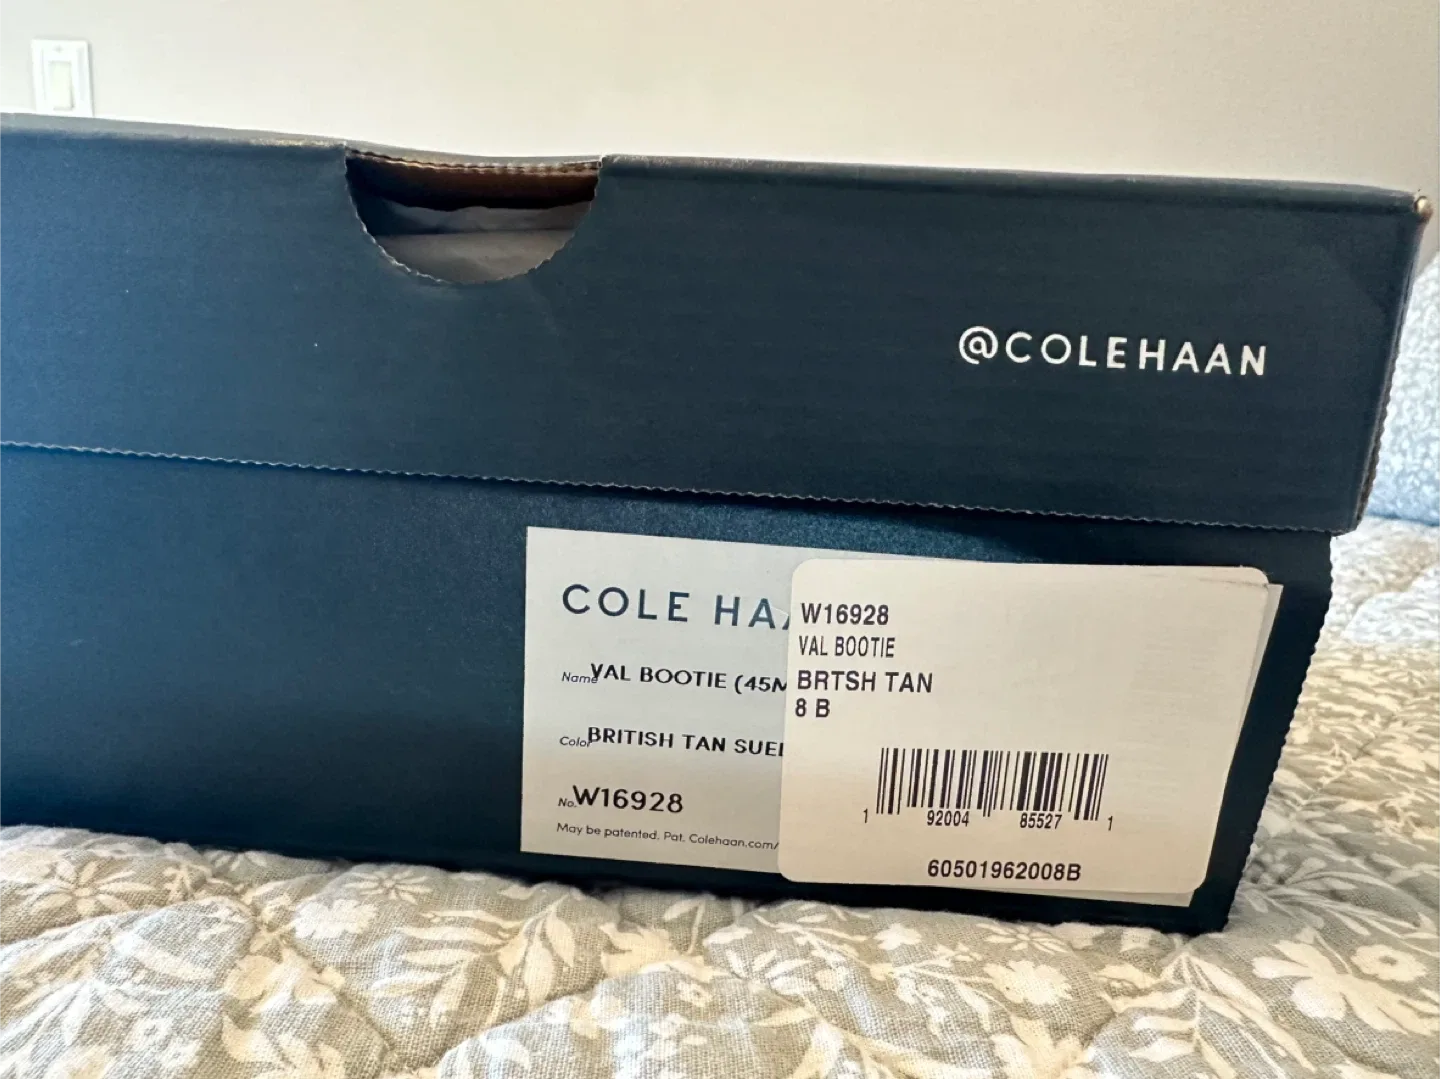 @COLEHAAN
COLE HA
Name VAL BOOTIE (45M
Color BRITISH TAN SUE
No. W16928
May be patented. Pat. Colehaan.com/
W16928
VAL BOOTIE
BRTSH TAN
8 B
1 92004 85527 1
60501962008B